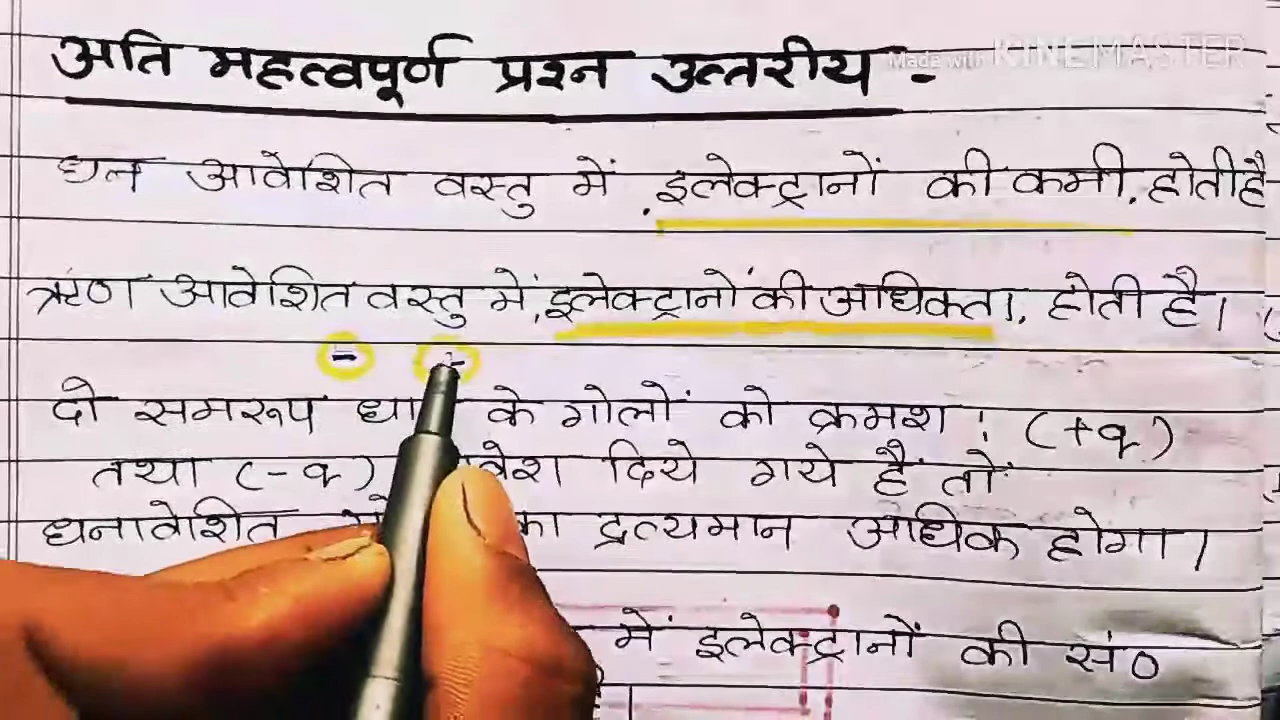 अति महत्वपूर्ण प्रश्न उत्तरीय -
Made with KINEMASTER
धन आवेशित वस्तु में इलेक्ट्रानों की कमी होती है
ऋण आवेशित वस्तु में इलेक्ट्रानों की अधिकता होती है।
- +
दो समरूप के गोलों को क्रमश: (+q)
तथा (-q) दिये गये हैं तों
धनावेशित का द्रव्यमान अधिक होगा।
में इलेक्ट्रानों की सं०